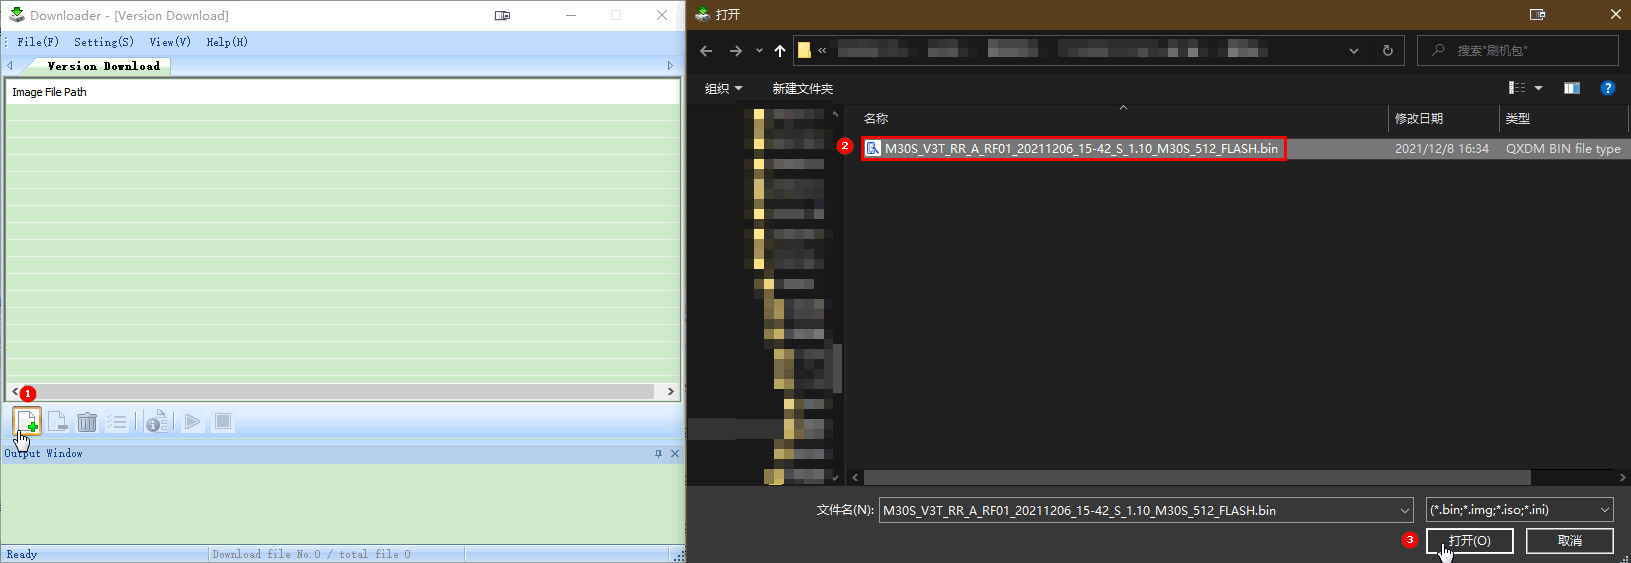 Downloader - [Version Download]
File(F) Setting(S) View(V) Help(H)
Version Download
Image File Path
1
Output Window
Ready
Download file No.0 / total file 0
打开
«
搜索"刷机包"
组织 新建文件夹
名称 修改日期 类型
2
M30S_V3T_RR_A_RF01_20211206_15-42_S_1.10_M30S_512_FLASH.bin 2021/12/8 16:34 QXDM BIN file type
文件名(N): M30S_V3T_RR_A_RF01_20211206_15-42_S_1.10_M30S_512_FLASH.bin (*.bin;*.img;*.iso;*.ini)
3
打开(O) 取消